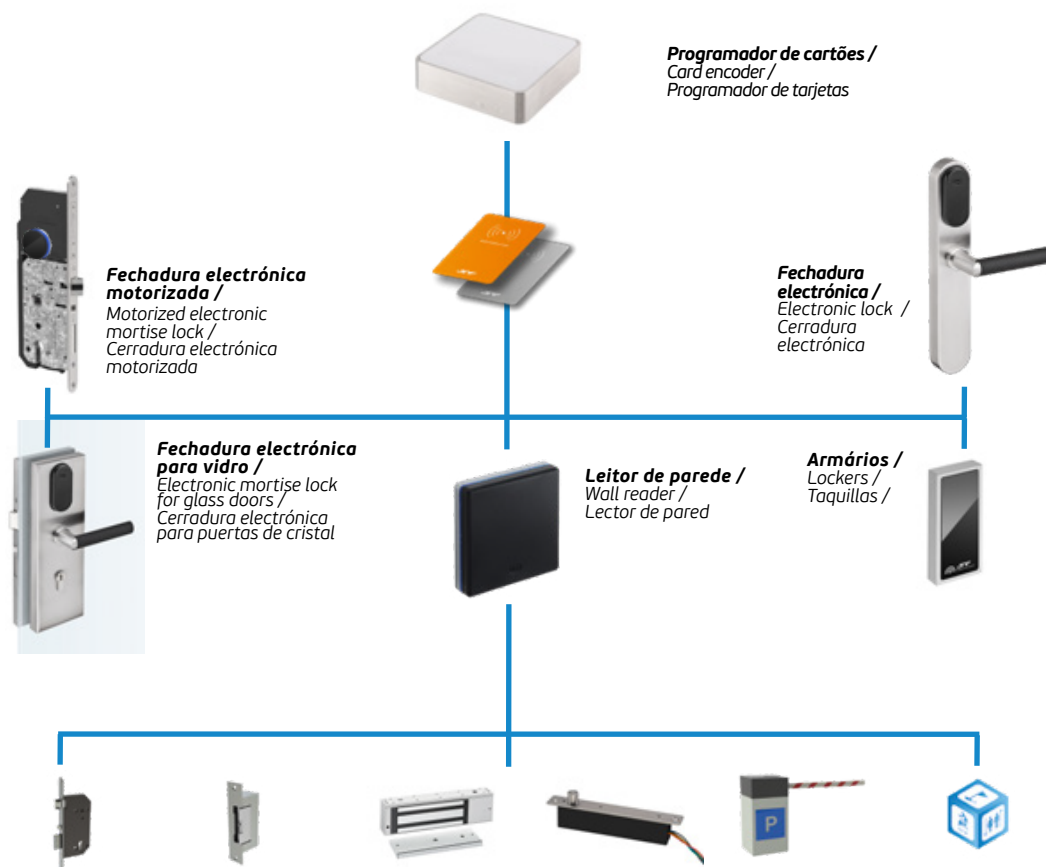 Programador de cartões /
Card encoder /
Programador de tarjetas
Fechadura electrónica
motorizada /
Motorized electronic
mortise lock /
Cerradura electrónica
motorizada
Fechadura
electrónica /
Electronic lock /
Cerradura
electrónica
Fechadura electrónica
para vidro /
Electronic mortise lock
for glass doors /
Cerradura electrónica
para puertas de cristal
Leitor de parede /
Wall reader /
Lector de pared
Armários /
Lockers /
Taquillas /
P